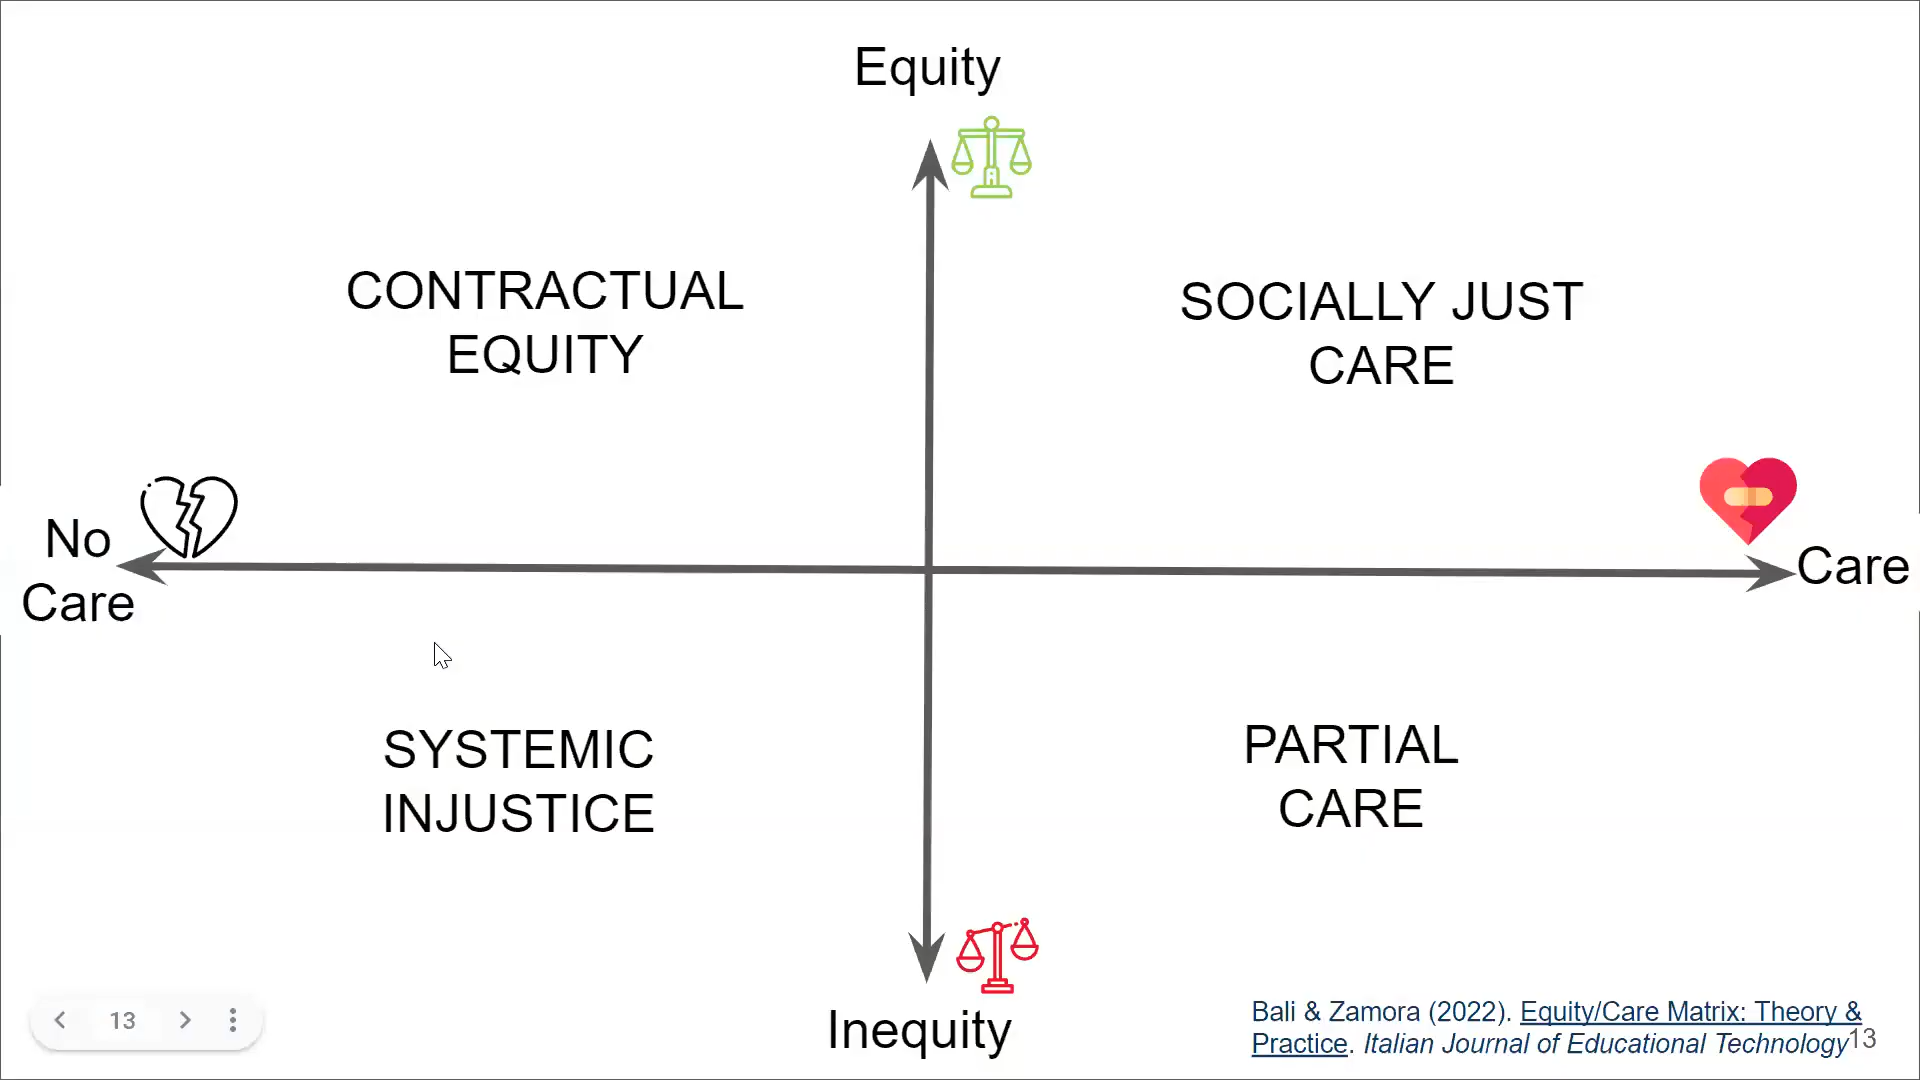 Equity
CONTRACTUAL
EQUITY
SOCIALLY JUST
CARE
No
Care
Care
SYSTEMIC
INJUSTICE
PARTIAL
CARE
Inequity
Bali & Zamora (2022). Equity/Care Matrix: Theory &
Practice. Italian Journal of Educational Technology
13
13